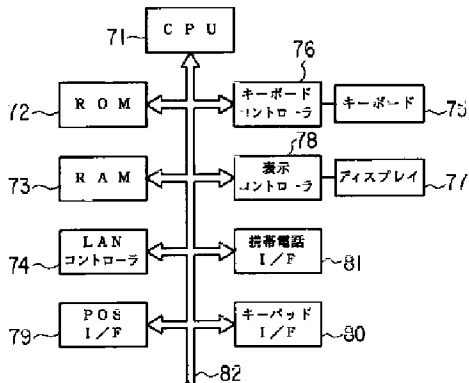 71
C P U
76
72
R O M
キーボード
コントローラ
キーボード
75
78
73
R A M
表示
コントローラ
ディスプレイ
77
74
LAN
コントローラ
携帯電話
I／F
81
79
POS
I／F
キーパッド
I／F
80
82